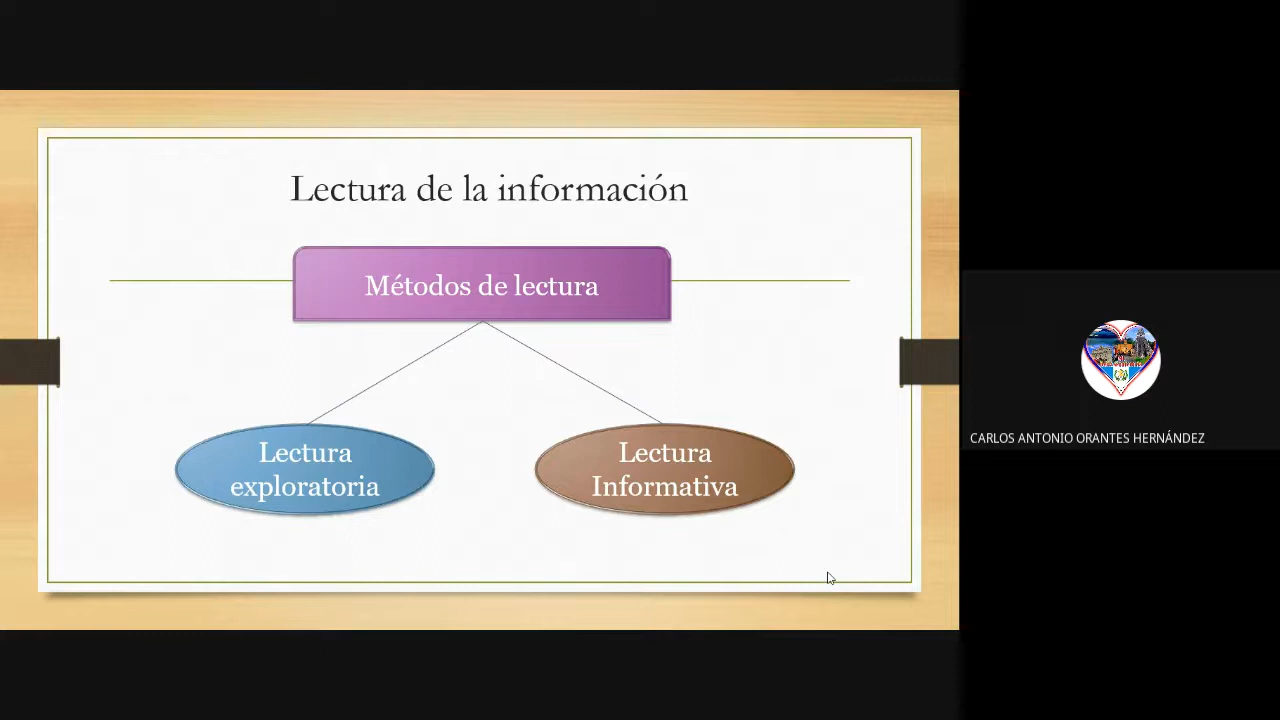 Lectura de la información
Métodos de lectura
Lectura
exploratoria
Lectura
Informativa
CARLOS ANTONIO ORANTES HERNÁNDEZ